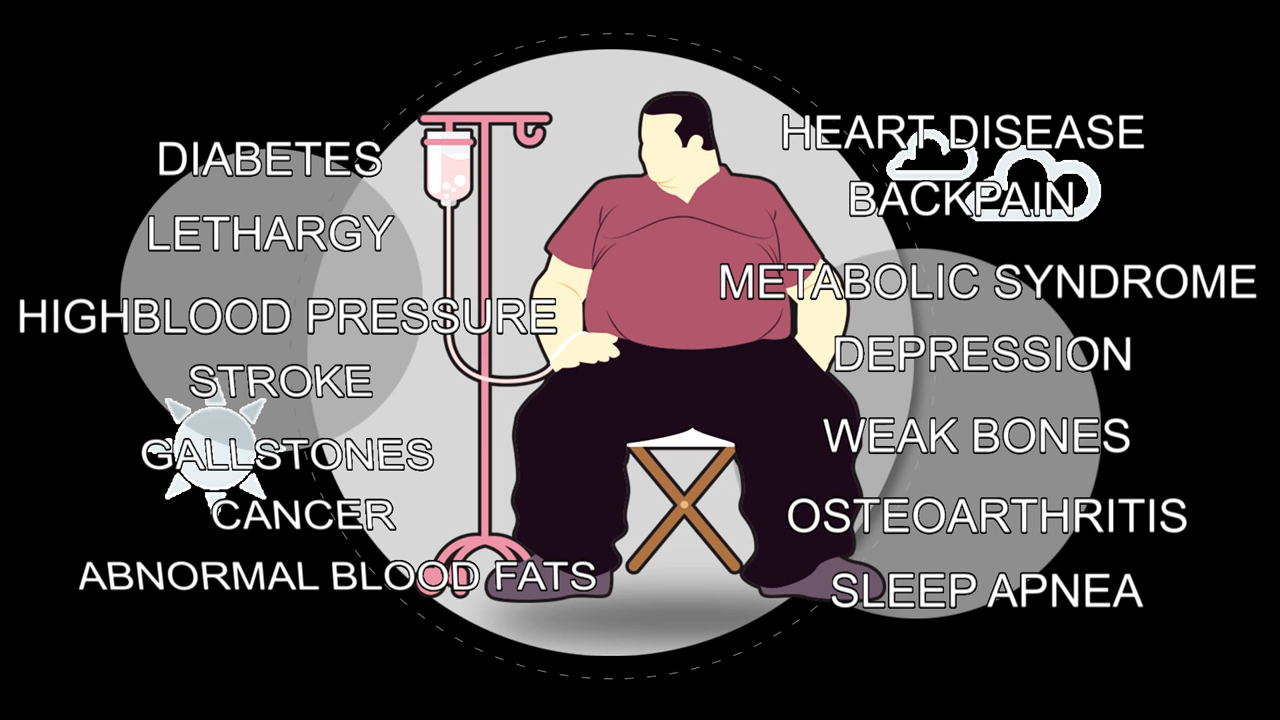 DIABETES
LETHARGY
HIGHBLOOD PRESSURE
STROKE
GALLSTONES
CANCER
ABNORMAL BLOOD FATS
HEART DISEASE
BACKPAIN
METABOLIC SYNDROME
DEPRESSION
WEAK BONES
OSTEOARTHRITIS
SLEEP APNEA